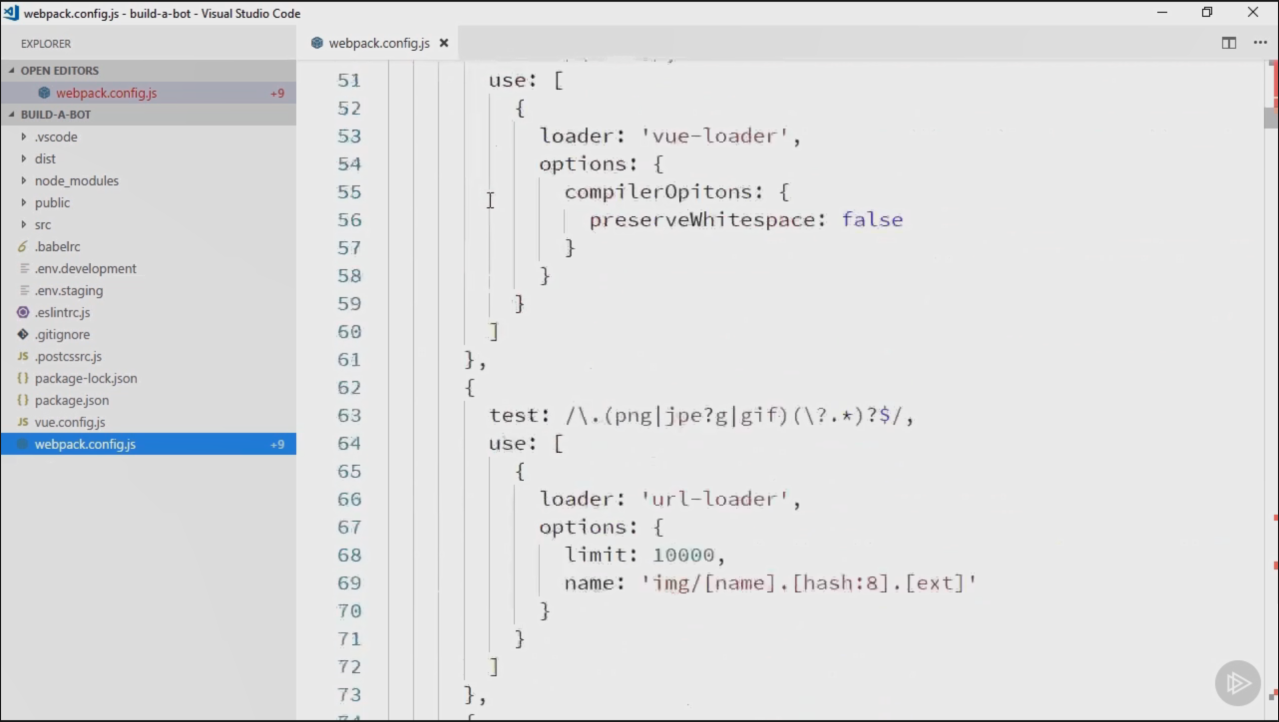 webpack.config.js - build-a-bot - Visual Studio Code
EXPLORER
OPEN EDITORS
webpack.config.js +9
BUILD-A-BOT
.vscode
dist
node_modules
public
src
.babelrc
.env.development
.env.staging
.eslintrc.js
.gitignore
JS .postcssrc.js
{} package-lock.json
{} package.json
JS vue.config.js
webpack.config.js +9
webpack.config.js
51 use: [
52 {
53 loader: 'vue-loader',
54 options: {
55 compilerOpitons: {
56 preserveWhitespace: false
57 }
58 }
59 }
60 ]
61 },
62 {
63 test: /\.(png|jpe?g|gif)(\?.*)?$/,
64 use: [
65 {
66 loader: 'url-loader',
67 options: {
68 limit: 10000,
69 name: 'img/[name].[hash:8].[ext]'
70 }
71 }
72 ]
73 },